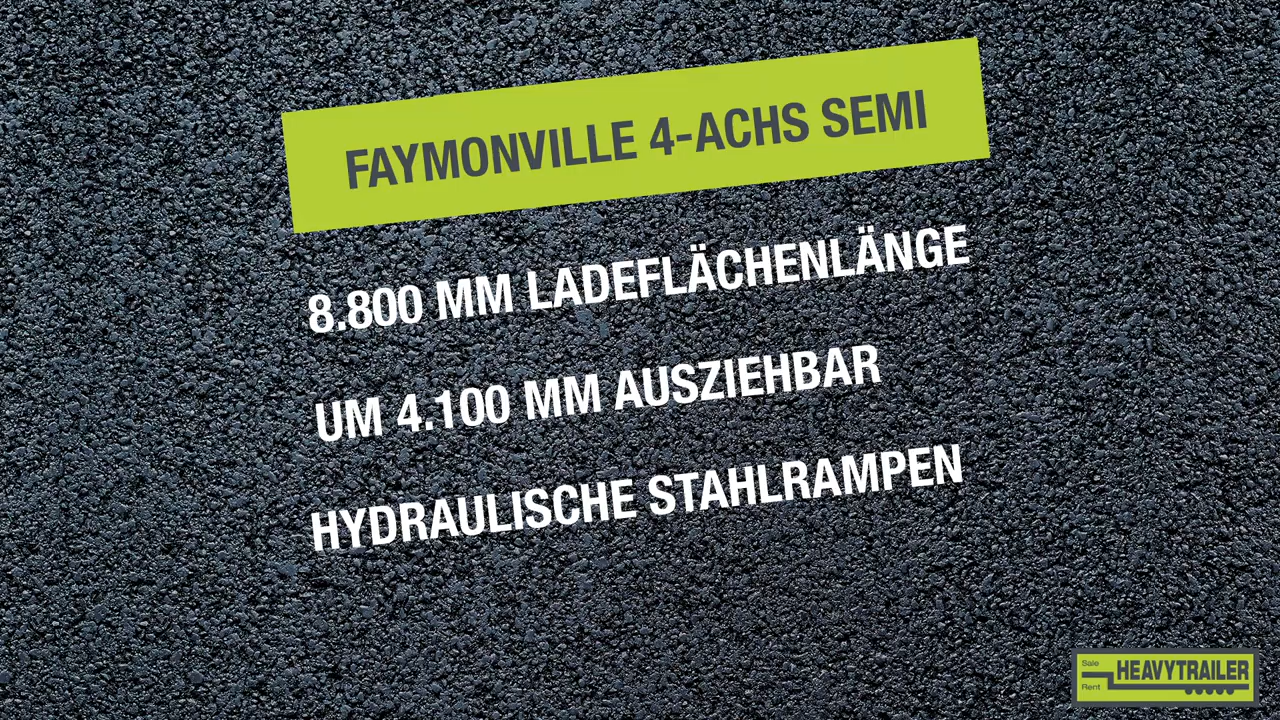 FAYMONVILLE 4-ACHS SEMI
8.800 MM LADEFLÄCHENLÄNGE
UM 4.100 MM AUSZIEHBAR
HYDRAULISCHE STAHLRAMPEN
Sale
HEAVYTRAILER
Rent